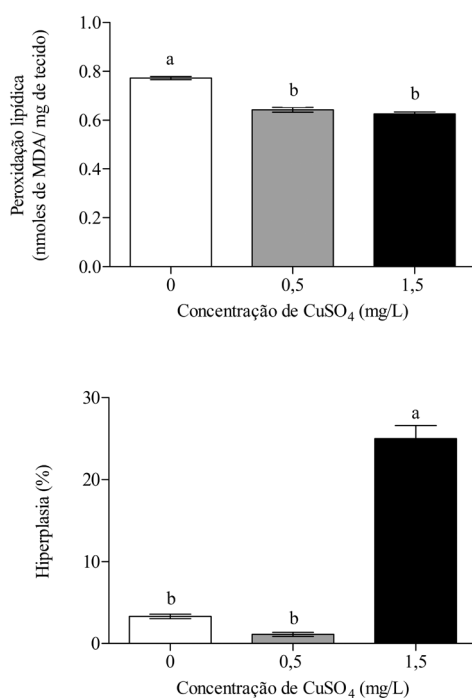 Peroxidação lipídica
(nmoles de MDA/ mg de tecido)
1.0
0.8
0.6
0.4
0.2
0.0
a
b
b
0
0,5
1,5
Concentração de CuSO4 (mg/L)
Hiperplasia (%)
30
20
10
0
b
b
a
0
0,5
1,5
Concentração de CuSO4 (mg/L)